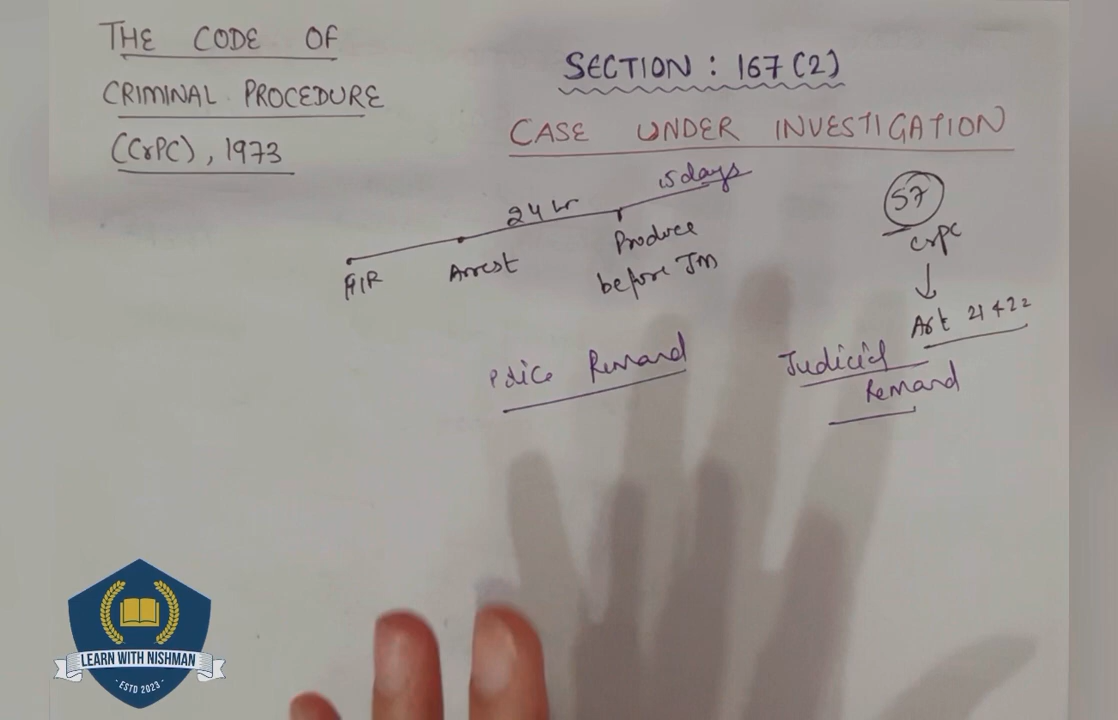 THE CODE OF
CRIMINAL PROCEDURE
(CrPC), 1973
SECTION : 167(2)
CASE UNDER INVESTIGATION
FIR
Arrest
24 hr
Produce
before JM
15 days
57
CrPC
Art 21 & 22
Police Remand
Judicial
Remand
LEARN WITH NISHMAN
· ESTD 2023 ·